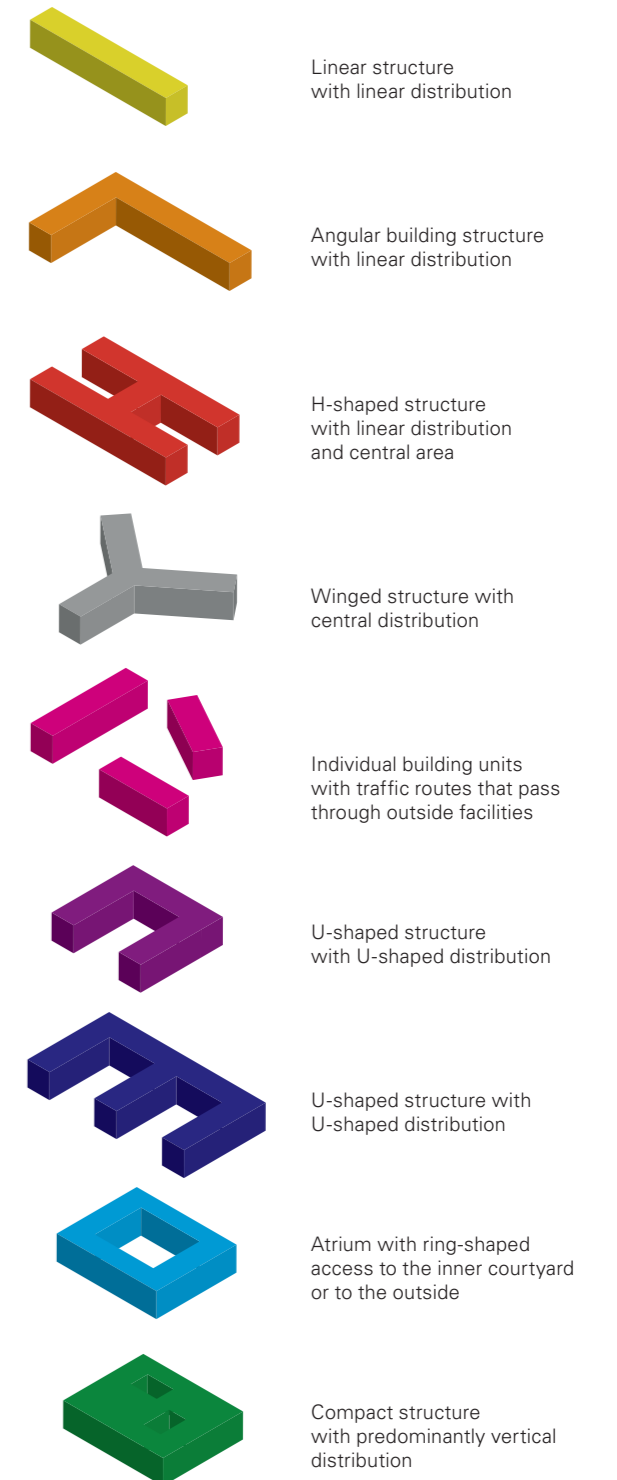 Linear structure
with linear distribution
Angular building structure
with linear distribution
H-shaped structure
with linear distribution
and central area
Winged structure with
central distribution
Individual building units
with traffic routes that pass
through outside facilities
U-shaped structure
with U-shaped distribution
U-shaped structure with
U-shaped distribution
Atrium with ring-shaped
access to the inner courtyard
or to the outside
Compact structure
with predominantly vertical
distribution